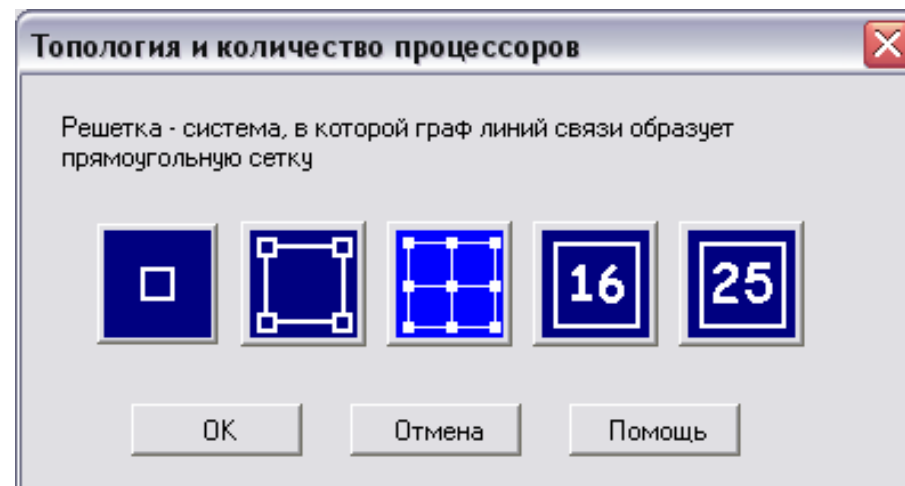 Топология и количество процессоров
Решетка - система, в которой граф линий связи образует
прямоугольную сетку
16 25
OK Отмена Помощь